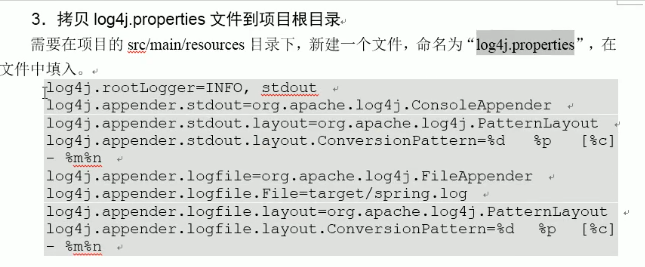 3．拷贝 log4j.properties 文件到项目根目录
需要在项目的 src/main/resources 目录下，新建一个文件，命名为“log4j.properties”，在
文件中填入。
log4j.rootLogger=INFO, stdout
log4j.appender.stdout=org.apache.log4j.ConsoleAppender
log4j.appender.stdout.layout=org.apache.log4j.PatternLayout
log4j.appender.stdout.layout.ConversionPattern=%d %p [%c]
- %m%n
log4j.appender.logfile=org.apache.log4j.FileAppender
log4j.appender.logfile.File=target/spring.log
log4j.appender.logfile.layout=org.apache.log4j.PatternLayout
log4j.appender.logfile.layout.ConversionPattern=%d %p [%c]
- %m%n